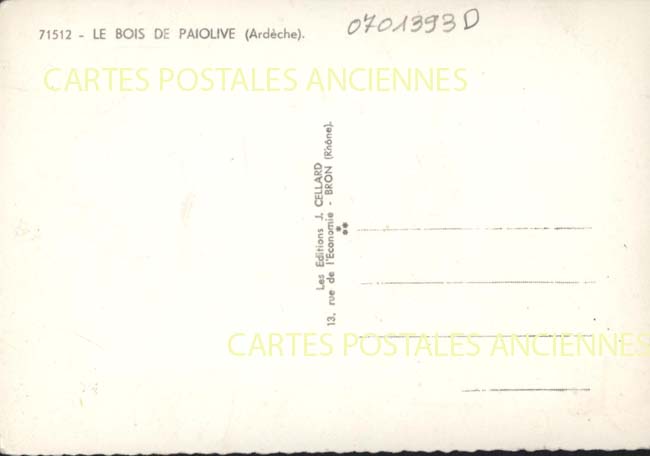 71512 - LE BOIS DE PAIOLIVE (Ardèche).
0701393D
CARTES POSTALES ANCIENNES
Les Editions J. CELLARD
13, rue de l'Economie - BRON (Rhône).
CARTES POSTALES ANCIENNES